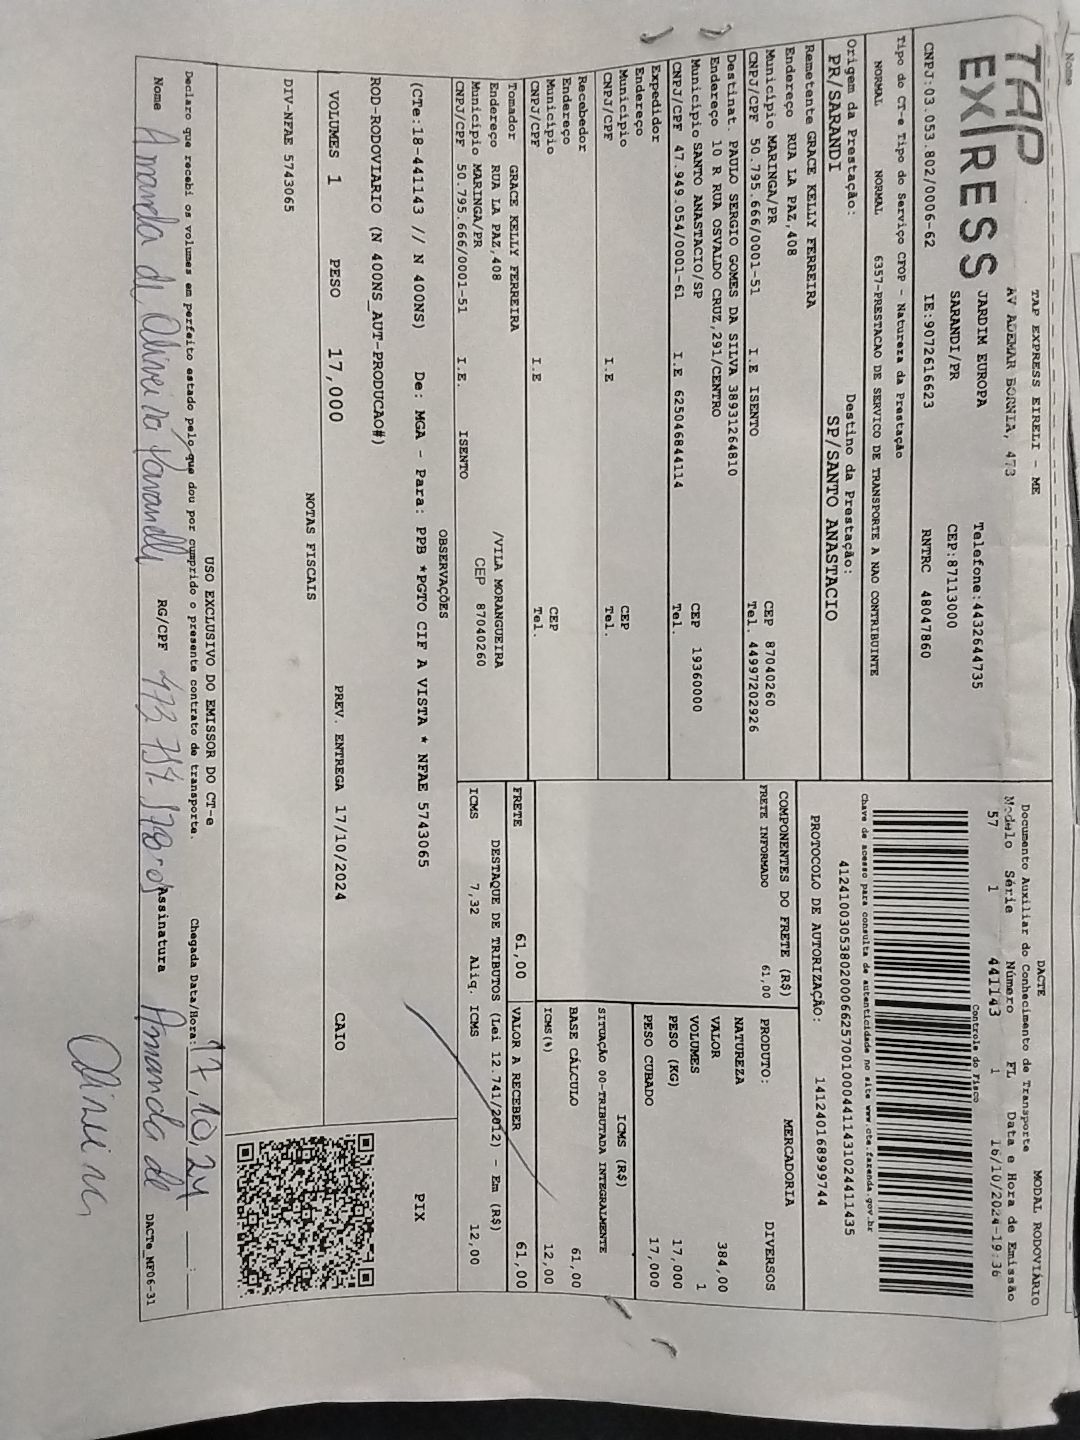 TAP
EXPRESS
TAP EXPRESS EIRELI - ME
AV ADEMAR BORNIA, 473
JARDIM EUROPA Telefone:4432644735
SARANDI/PR CEP:87113000
CNPJ:03.053.802/0006-62 IE:9072616623 RNTRC 48047860
Tipo do CT-e Tipo do Serviço CFOP - Natureza da Prestação
NORMAL NORMAL 6357-PRESTACAO DE SERVICO DE TRANSPORTE A NAO CONTRIBUINTE
Origem da Prestação: Destino da Prestação:
PR/SARANDI SP/SANTO ANASTACIO
Remetente GRACE KELLY FERREIRA
Endereço RUA LA PAZ,408
Município MARINGA/PR CEP 87040260
CNPJ/CPF 50.795.666/0001-51 I.E ISENTO Tel. 44997202926
Destinat. PAULO SERGIO GOMES DA SILVA 38931264810
Endereço 10 R RUA OSVALDO CRUZ,291/CENTRO
Município SANTO ANASTACIO/SP CEP 19360000
CNPJ/CPF 47.949.054/0001-61 I.E 625046844114 Tel.
Expedidor
Endereço
Município CEP
CNPJ/CPF I.E Tel.
Recebedor
Endereço
Município CEP
CNPJ/CPF I.E Tel.
Tomador GRACE KELLY FERREIRA
Endereço RUA LA PAZ,408 /VILA MORANGUEIRA
Município MARINGA/PR CEP 87040260
CNPJ/CPF 50.795.666/0001-51 I.E. ISENTO
DACTE MODAL RODOVIÁRIO
Documento Auxiliar do Conhecimento de Transporte
Modelo Série Número FL Data e Hora de Emissão
57 1 441143 1 16/10/2024-19:36
Controle do Fisco
Chave de acesso para consulta de autenticidade no site www.cte.fazenda.gov.br
41241003053802000662570010004411431024411435
PROTOCOLO DE AUTORIZAÇÃO: 141240168999744
COMPONENTES DO FRETE (R$)
FRETE INFORMADO 61,00
MERCADORIA
PRODUTO: DIVERSOS
NATUREZA
VALOR 384,00
VOLUMES 1
PESO (KG) 17,000
PESO CUBADO 17,000
ICMS (R$)
SITUAÇÃO 00-TRIBUTADA INTEGRALMENTE
BASE CÁLCULO 61,00
ICMS(%) 12,00
FRETE 61,00 VALOR A RECEBER 61,00
DESTAQUE DE TRIBUTOS (Lei 12.741/2012) - Em (R$)
ICMS 7,32 Aliq. ICMS 12,00
OBSERVAÇÕES
(CTe:18-441143 // N 400NS) De: MGA - Para: PPB *PGTO CIF A VISTA * NFAE 5743065
ROD-RODOVIARIO (N 400NS_AUT-PRODUCAO#)
PIX
VOLUMES 1 PESO 17,000 PREV. ENTREGA 17/10/2024 CAIO
NOTAS FISCAIS
DIV-NFAE 5743065
USO EXCLUSIVO DO EMISSOR DO CT-e
Declaro que recebi os volumes em perfeito estado pelo que dou por cumprido o presente contrato de transporte. Chegada Data/Hora: 17,10,24 :
Nome Amanda de Oliveira RG/CPF Assinatura Amanda de
DACTe_MF06-31